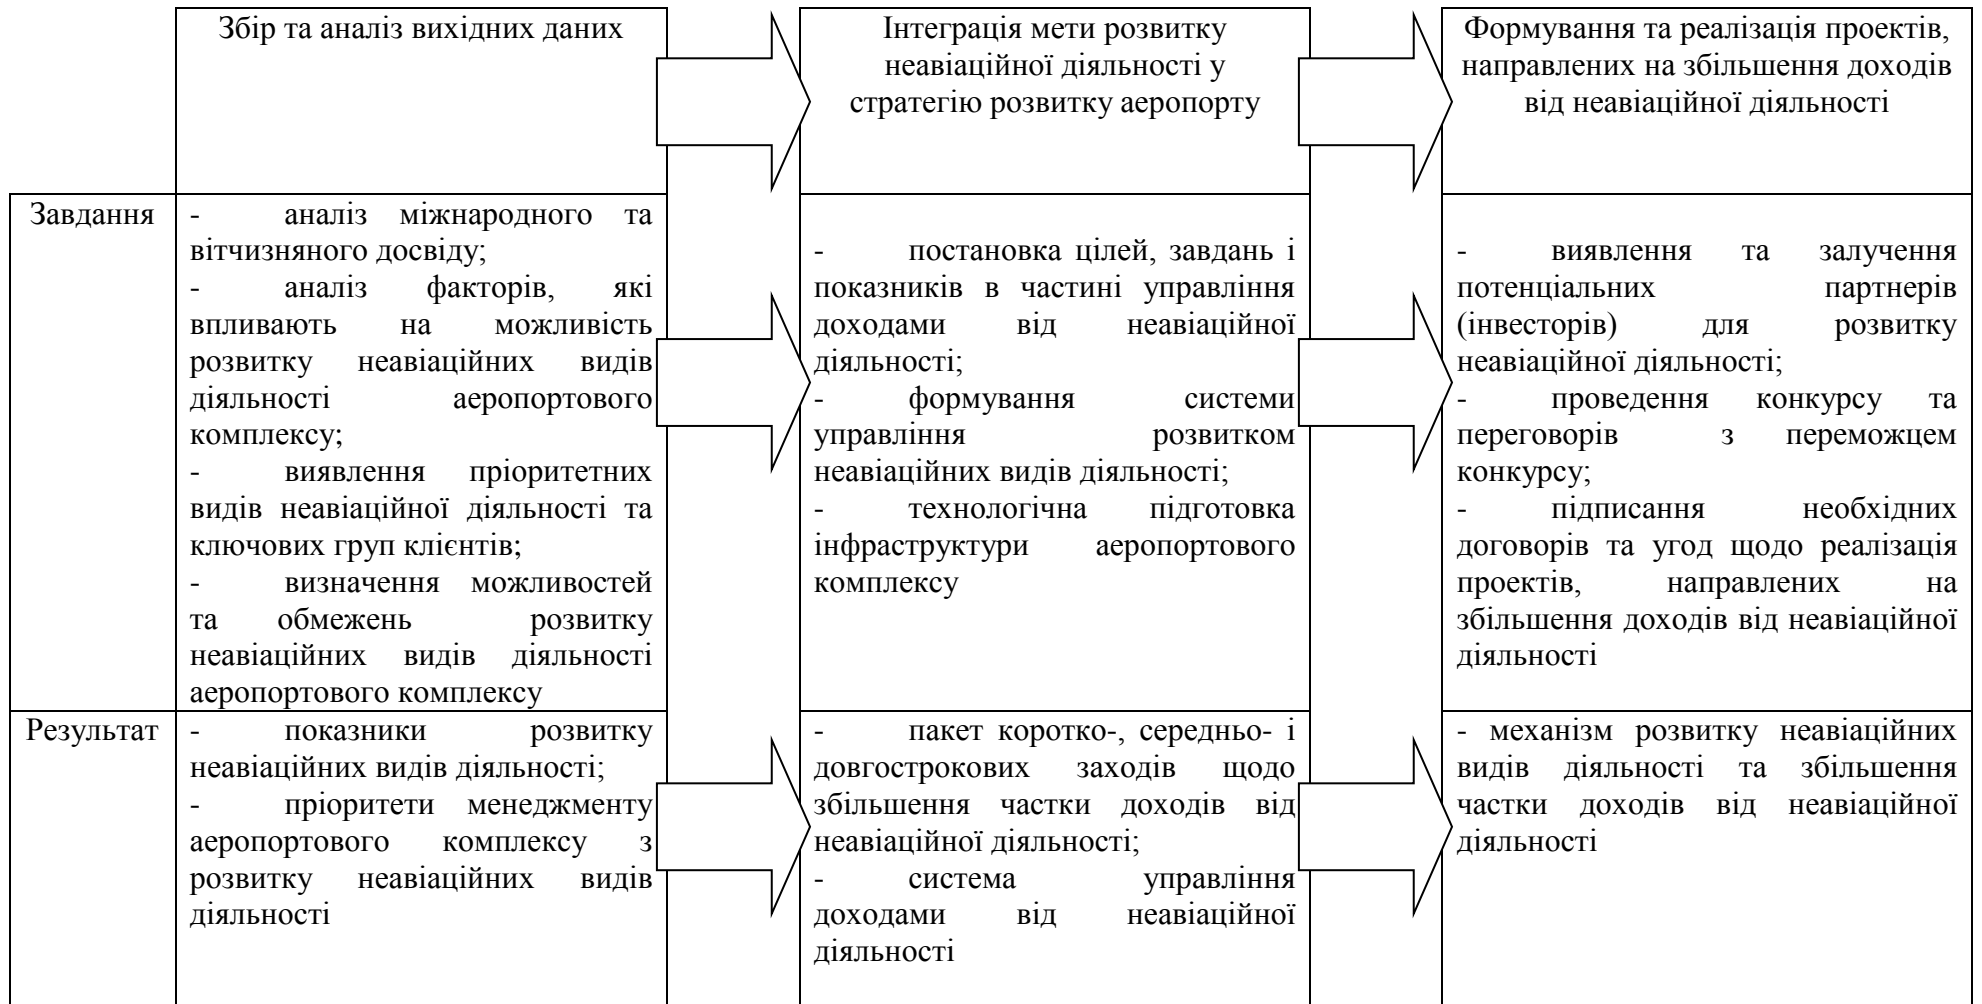 Збір та аналіз вихідних даних
Інтеграція мети розвитку
неавіаційної діяльності у
стратегію розвитку аеропорту
Формування та реалізація проектів,
направлених на збільшення доходів
від неавіаційної діяльності
Завдання
- аналіз міжнародного та
вітчизняного досвіду;
- аналіз факторів, які
впливають на можливість
розвитку неавіаційних видів
діяльності аеропортового
комплексу;
- виявлення пріоритетних
видів неавіаційної діяльності та
ключових груп клієнтів;
- визначення можливостей
та обмежень розвитку
неавіаційних видів діяльності
аеропортового комплексу
- постановка цілей, завдань і
показників в частині управління
доходами від неавіаційної
діяльності;
- формування системи
управління розвитком
неавіаційних видів діяльності;
- технологічна підготовка
інфраструктури аеропортового
комплексу
- виявлення та залучення
потенціальних партнерів
(інвесторів) для розвитку
неавіаційної діяльності;
- проведення конкурсу та
переговорів з переможцем
конкурсу;
- підписання необхідних
договорів та угод щодо реалізація
проектів, направлених на
збільшення доходів від неавіаційної
діяльності
Результат
- показники розвитку
неавіаційних видів діяльності;
- пріоритети менеджменту
аеропортового комплексу з
розвитку неавіаційних видів
діяльності
- пакет коротко-, середньо- і
довгострокових заходів щодо
збільшення частки доходів від
неавіаційної діяльності;
- система управління
доходами від неавіаційної
діяльності
- механізм розвитку неавіаційних
видів діяльності та збільшення
частки доходів від неавіаційної
діяльності